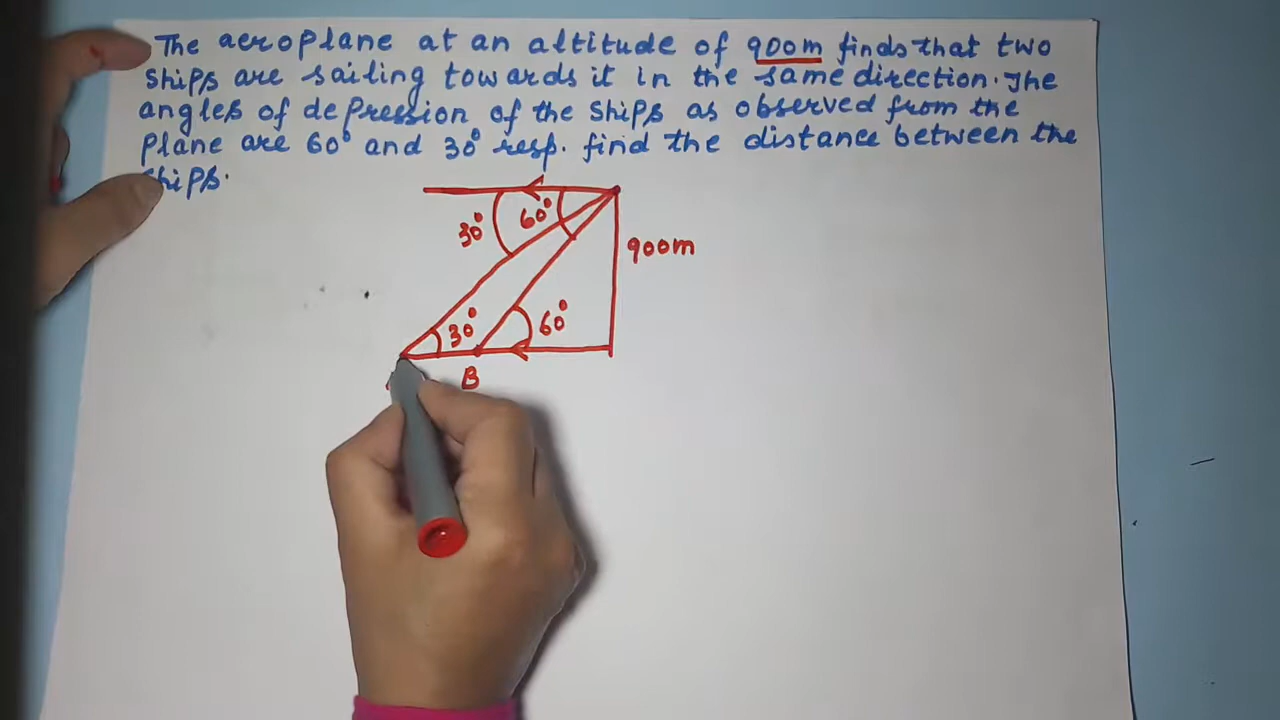 The aeroplane at an altitude of 900m finds that two
ships are sailing towards it in the same direction. The
angles of depression of the ships as observed from the
plane are 60° and 30° resp. find the distance between the
ships.
30° 60°
900m
30° 60°
B